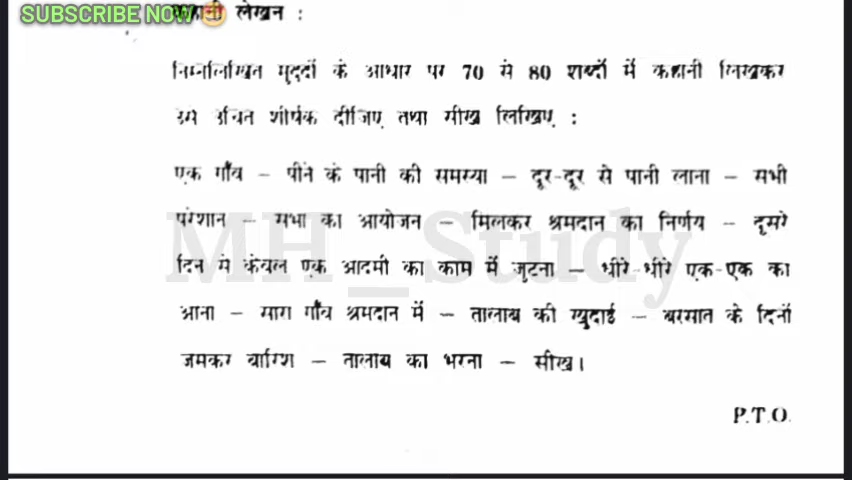 SUBSCRIBE NOW
कहानी लेखन :
निम्नलिखित मुद्दों के आधार पर 70 से 80 शब्दों में कहानी लिखकर
उसे उचित शीर्षक दीजिए तथा सीख लिखिए :
एक गाँव – पीने के पानी की समस्या – दूर-दूर से पानी लाना – सभी
परेशान – सभा का आयोजन – मिलकर श्रमदान का निर्णय – दूसरे
दिन से केवल एक आदमी का काम में जुटना – धीरे-धीरे एक-एक का
आना – सारा गाँव श्रमदान में – तालाब की खुदाई – बरसात के दिनों
जमकर बारिश – तालाब का भरना – सीख।
MH_Study
P.T.O.